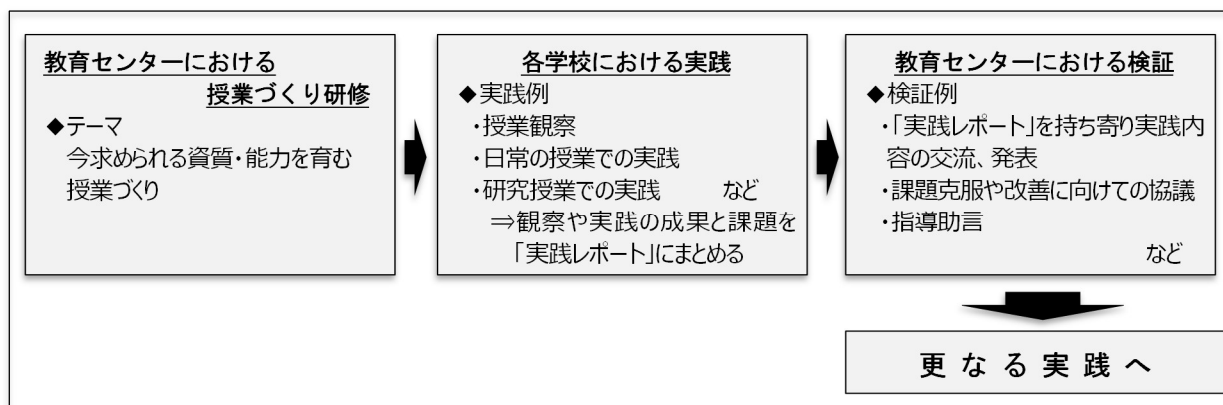 教育センターにおける
授業づくり研修
◆テーマ
今求められる資質・能力を育む
授業づくり
各学校における実践
◆実践例
・授業観察
・日常の授業での実践
・研究授業での実践　　　など
⇒観察や実践の成果と課題を
「実践レポート」にまとめる
教育センターにおける検証
◆検証例
・「実践レポート」を持ち寄り実践内
容の交流、発表
・課題克服や改善に向けての協議
・指導助言
など
更なる実践へ